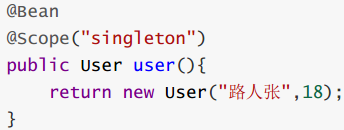 @Bean
@Scope("singleton")
public User user(){
    return new User("路人张",18);
}